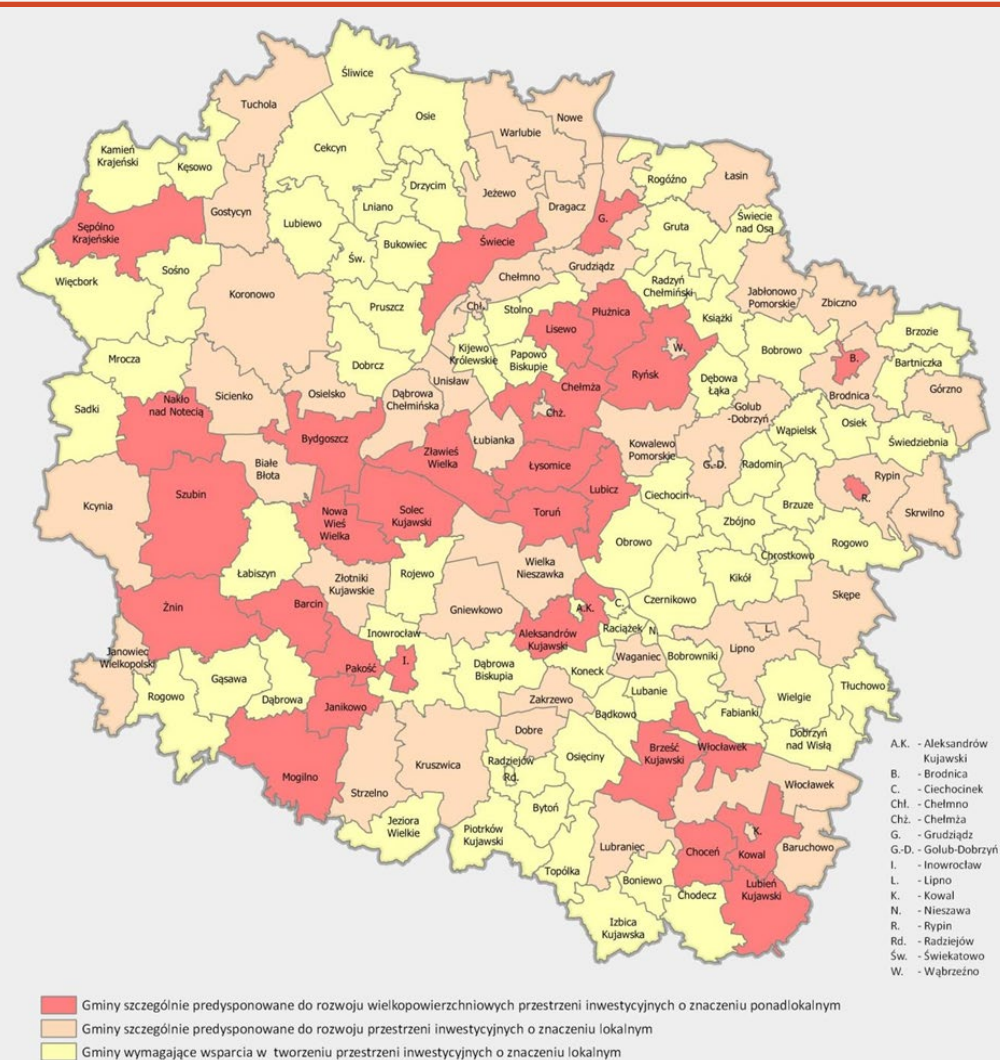 Śliwice
Tuchola
Osie
Nowe
Warlubie
Cekcyn
Kamień
Krajeński
Kęsowo
Łasin
Rogóźno
Drzycim
Jeżewo
Lniano
Dragacz
Gostycyn
G.
Świecie
nad Osą
Lubiewo
Gruta
Sępólno
Krajeńskie
Bukowiec
Świecie
Św.
Grudziądz
Sośno
Chełmno
Więcbork
Radzyń
Chełmiński
Koronowo
Jabłonowo
Pomorskie
Zbiczno
Pruszcz
Chł.
Stolno
Płużnica
Książki
Lisewo
Brzozie
Kijewo
Królewskie
W.
Bobrowo
Mrocza
Papowo
Biskupie
B.
Bartniczka
Dobrcz
Ryńsk
Unisław
Dębowa
Łąka
Chełmża
Górzno
Sicienko
Osielsko
Dąbrowa
Chełmińska
Brodnica
Nakło
nad Notecią
Sadki
Golub
-Dobrzyń
Chż.
Osiek
Wąpielsk
Bydgoszcz
Łubianka
Świedziebnia
Kowalewo
Pomorskie
Zławieś
Wielka
Białe
Błota
Łysomice
G.-D.
Radomin
Rypin
Szubin
Lubicz
Ciechocin
R.
Kcynia
Brzuze
Skrwilno
Nowa
Wieś
Wielka
Solec
Kujawski
Toruń
Zbójno
Obrowo
Rogowo
Chrostkowo
Łabiszyn
Rojewo
Wielka
Nieszawka
Złotniki
Kujawskie
Kikół
Skępe
Czernikowo
Żnin
Barcin
Gniewkowo
A.K.
C.
Raciążek
N.
L.
Inowrocław
Aleksandrów
Kujawski
Lipno
Janowiec
Wielkopolski
Waganiec
Bobrowniki
Pakość
I.
Dąbrowa
Biskupia
Koneck
Gąsawa
Tłuchowo
Rogowo
Dąbrowa
Lubanie
Wielgie
Zakrzewo
Janikowo
Bądkowo
Fabianki
Dobre
Dobrzyń
nad Wisłą
Brześć
Kujawski
Włocławek
Osięciny
Radziejów
Rd.
Kruszwica
Mogilno
Włocławek
Strzelno
Bytoń
Jeziora
Wielkie
Piotrków
Kujawski
K.
Lubraniec
Choceń
Kowal
Baruchowo
Topólka
Boniewo
Lubień
Kujawski
Chodecz
Izbica
Kujawska
A.K. - Aleksandrów
Kujawski
B. - Brodnica
C. - Ciechocinek
Chł. - Chełmno
Chż. - Chełmża
G. - Grudziądz
G.-D. - Golub-Dobrzyń
I. - Inowrocław
L. - Lipno
K. - Kowal
N. - Nieszawa
R. - Rypin
Rd. - Radziejów
Św. - Świekatowo
W. - Wąbrzeźno
Gminy szczególnie predysponowane do rozwoju wielkopowierzchniowych przestrzeni inwestycyjnych o znaczeniu ponadlokalnym
Gminy szczególnie predysponowane do rozwoju przestrzeni inwestycyjnych o znaczeniu lokalnym
Gminy wymagające wsparcia w tworzeniu przestrzeni inwestycyjnych o znaczeniu lokalnym